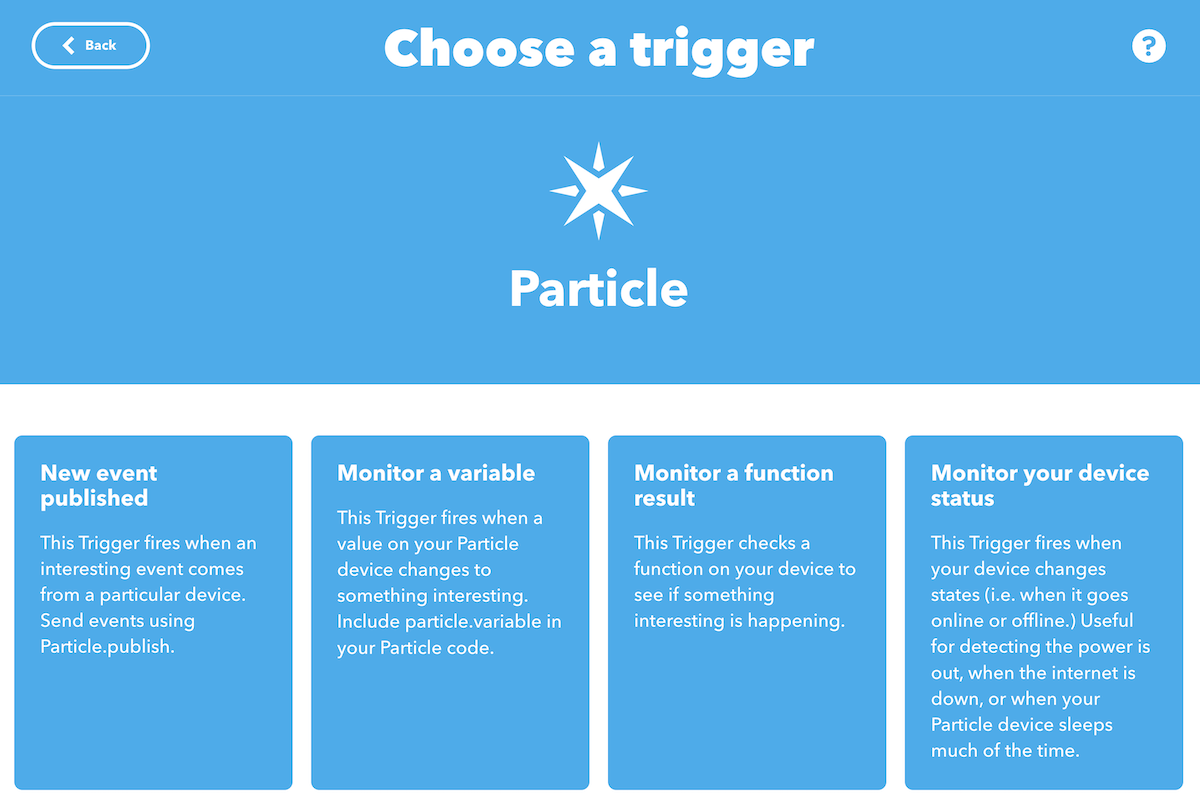 Back
Choose a trigger
?
Particle
New event
published
This Trigger fires when an
interesting event comes
from a particular device.
Send events using
Particle.publish.
Monitor a variable
This Trigger fires when a
value on your Particle
device changes to
something interesting.
Include particle.variable in
your Particle code.
Monitor a function
result
This Trigger checks a
function on your device to
see if something
interesting is happening.
Monitor your device
status
This Trigger fires when
your device changes
states (i.e. when it goes
online or offline.) Useful
for detecting the power is
out, when the internet is
down, or when your
Particle device sleeps
much of the time.